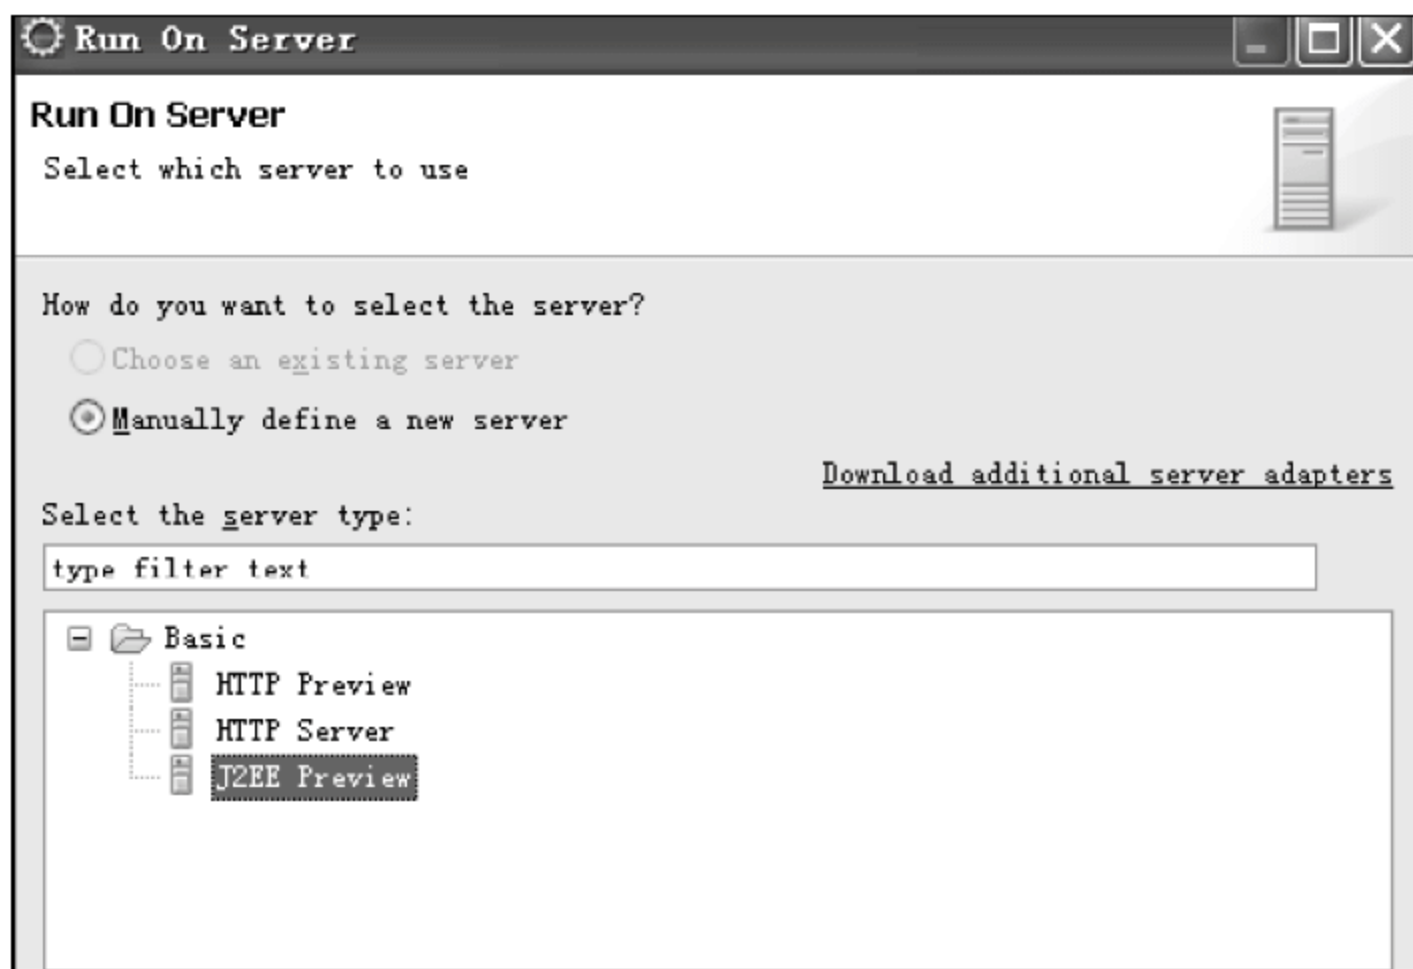 Run On Server
Run On Server
Select which server to use
How do you want to select the server?
Choose an existing server
Manually define a new server
Download additional server adapters
Select the server type:
type filter text
Basic
HTTP Preview
HTTP Server
J2EE Preview